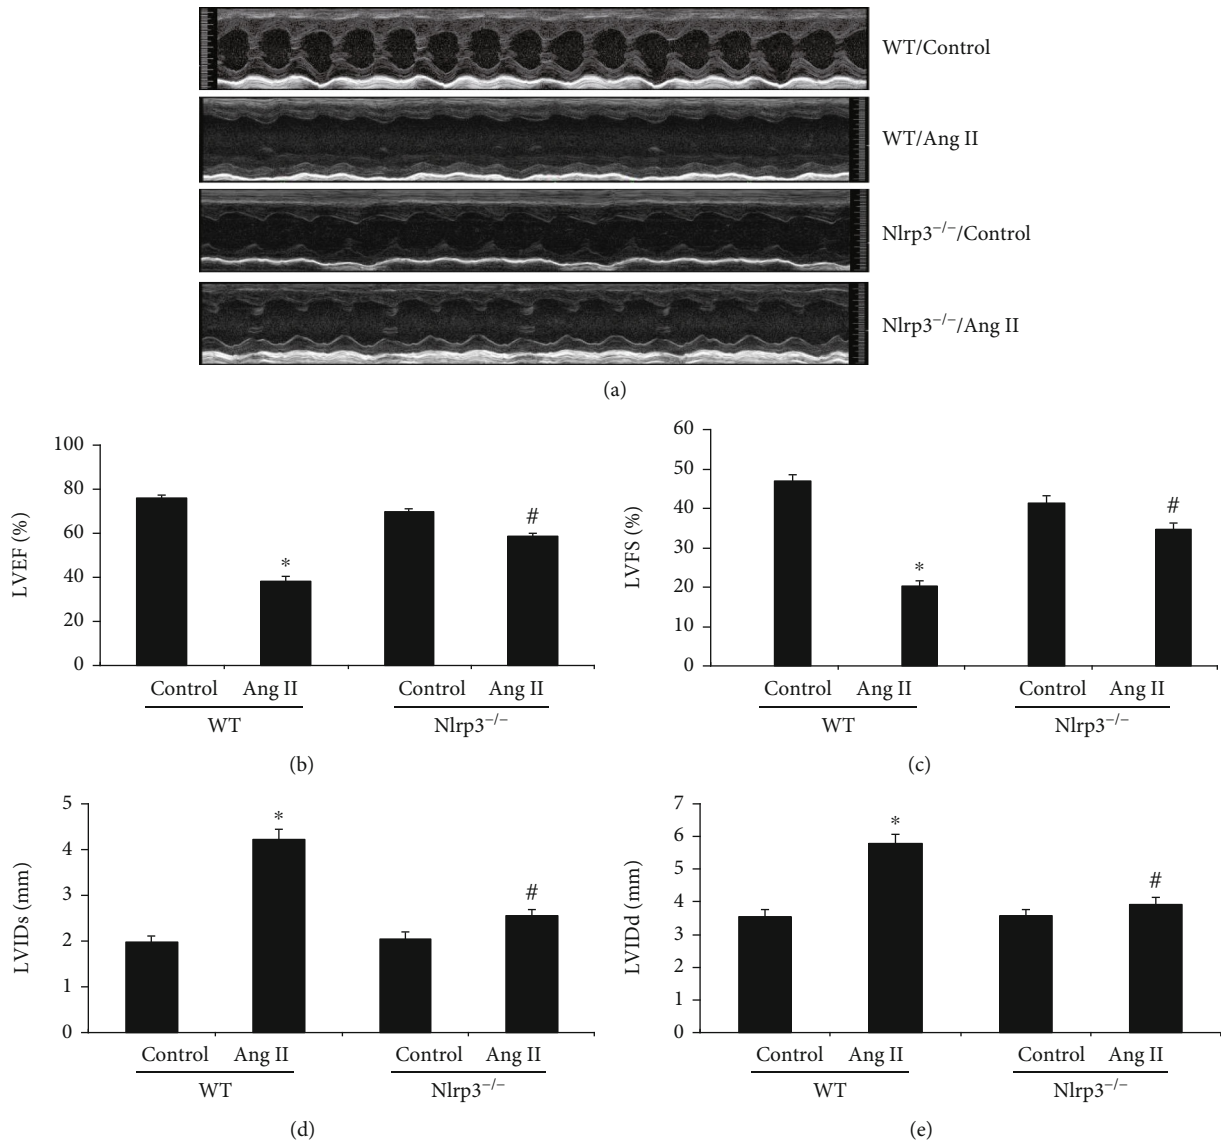 WT/Control
WT/Ang II
Nlrp3⁻/⁻/Control
Nlrp3⁻/⁻/Ang II
(a)
LVEF (%)
100
80
60
40
20
0
*
#
Control Ang II Control Ang II
WT Nlrp3⁻/⁻
(b)
LVFS (%)
60
50
40
30
20
10
0
*
#
Control Ang II Control Ang II
WT Nlrp3⁻/⁻
(c)
LVIDs (mm)
5
4
3
2
1
0
*
#
Control Ang II Control Ang II
WT Nlrp3⁻/⁻
(d)
LVIDd (mm)
7
6
5
4
3
2
1
0
*
#
Control Ang II Control Ang II
WT Nlrp3⁻/⁻
(e)